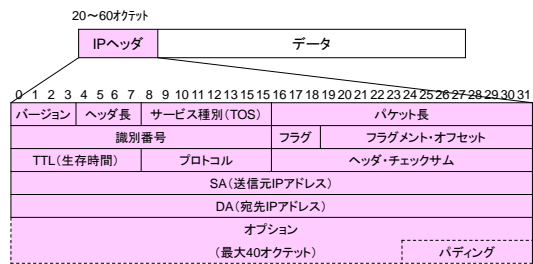 20～60オクテット
IPヘッダ データ
0 1 2 3 4 5 6 7 8 9 10 11 12 13 14 15 16 17 18 19 20 21 22 23 24 25 26 27 28 29 30 31
バージョン ヘッダ長 サービス種別(TOS) パケット長
識別番号 フラグ フラグメント・オフセット
TTL(生存時間) プロトコル ヘッダ・チェックサム
SA(送信元IPアドレス)
DA(宛先IPアドレス)
オプション
(最大40オクテット) パディング